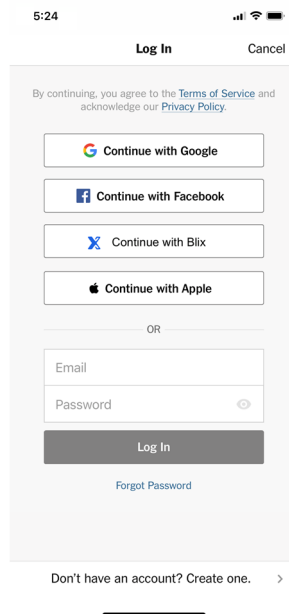 5:24
Log In Cancel
By continuing, you agree to the Terms of Service and
acknowledge our Privacy Policy.
Continue with Google
Continue with Facebook
Continue with Blix
Continue with Apple
OR
Email
Password
Log In
Forgot Password
Don't have an account? Create one.